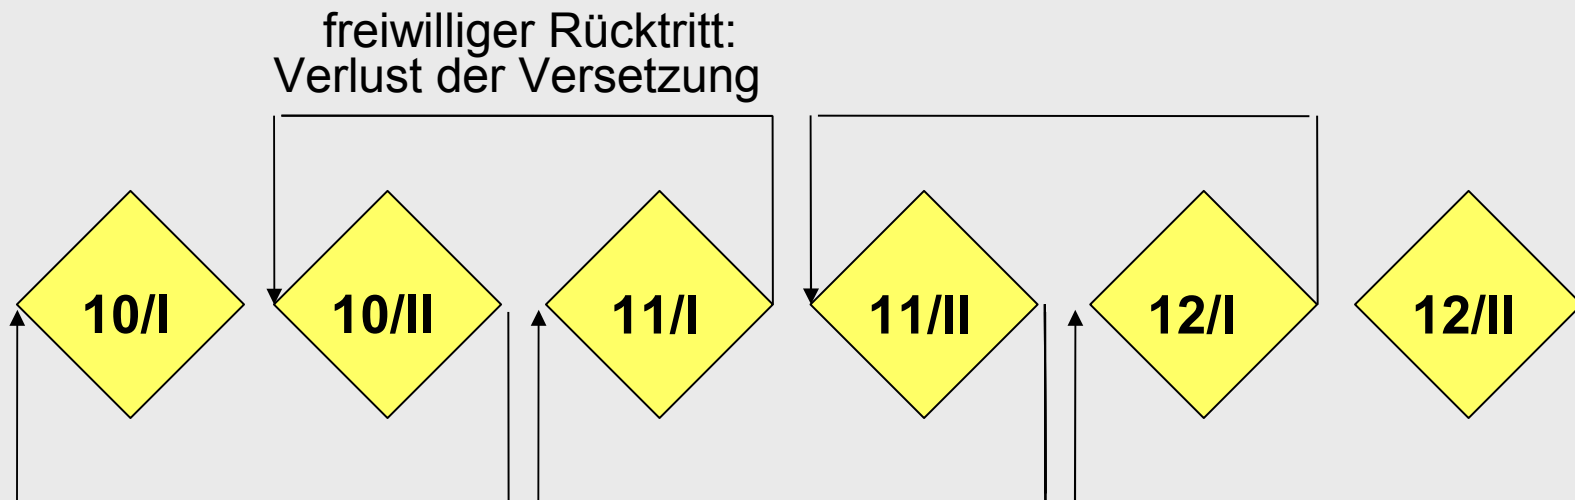 freiwilliger Rücktritt:
Verlust der Versetzung
10/I 10/II 11/I 11/II 12/I 12/II